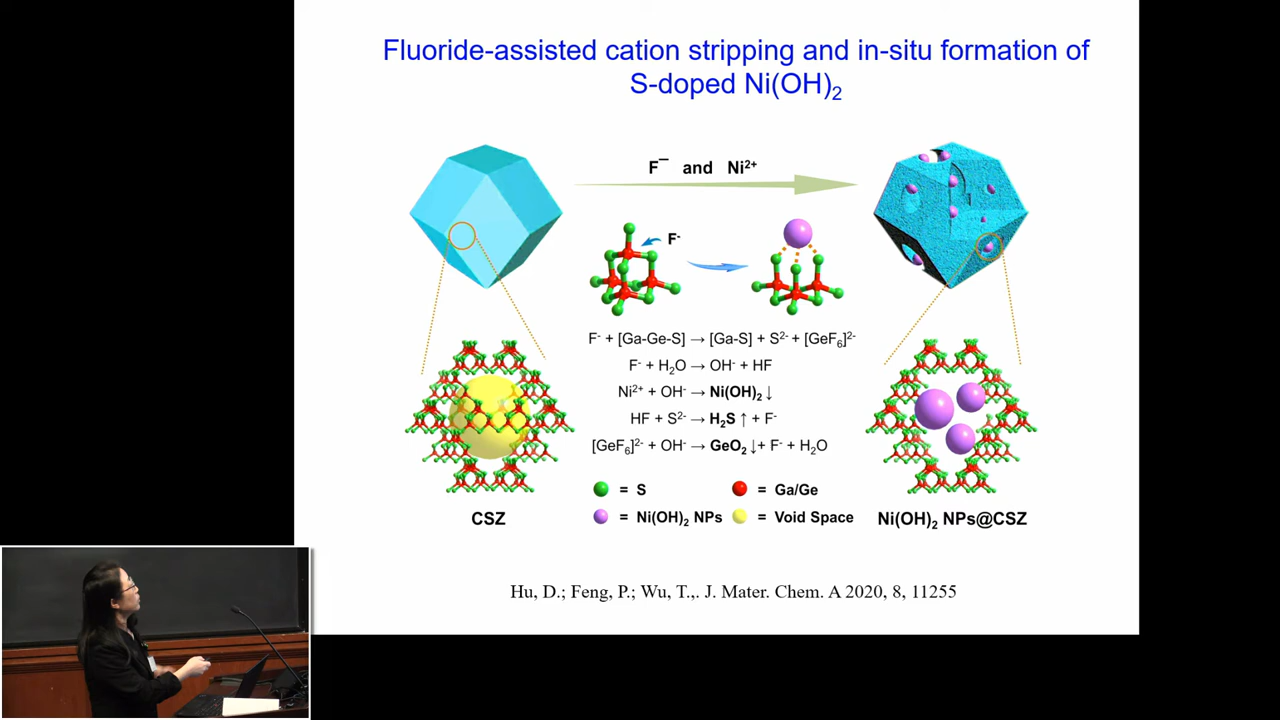 Fluoride-assisted cation stripping and in-situ formation of
S-doped Ni(OH)₂
F⁻ and Ni²⁺
F⁻
F⁻ + [Ga-Ge-S] → [Ga-S] + S²⁻ + [GeF₆]²⁻
F⁻ + H₂O → OH⁻ + HF
Ni²⁺ + OH⁻ → Ni(OH)₂ ↓
HF + S²⁻ → H₂S ↑ + F⁻
[GeF₆]²⁻ + OH⁻ → GeO₂ ↓ + F⁻ + H₂O
= S = Ga/Ge
= Ni(OH)₂ NPs = Void Space
CSZ
Ni(OH)₂ NPs@CSZ
Hu, D.; Feng, P.; Wu, T.,. J. Mater. Chem. A 2020, 8, 11255